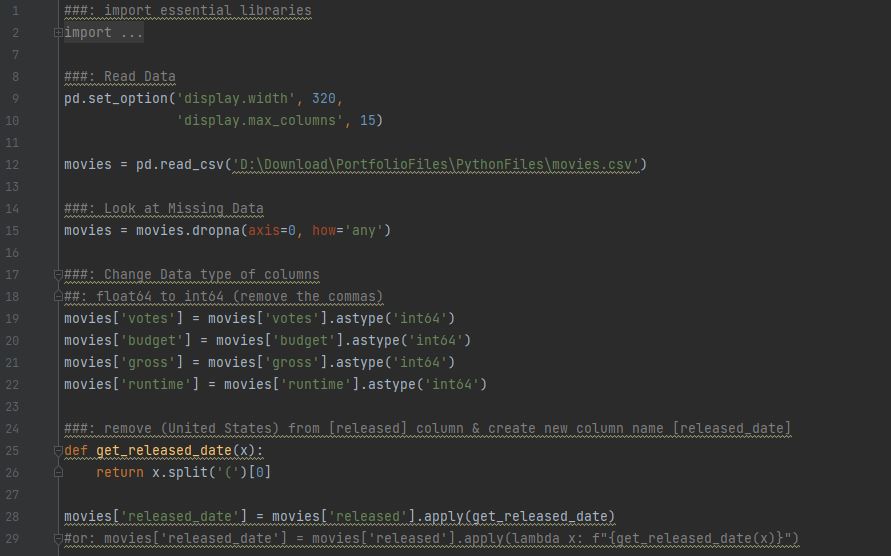 1 ###: import essential libraries
2 import ...
7
8 ###: Read Data
9 pd.set_option('display.width', 320,
10               'display.max_columns', 15)
11
12 movies = pd.read_csv('D:\Download\PortfolioFiles\PythonFiles\movies.csv')
13
14 ###: Look at Missing Data
15 movies = movies.dropna(axis=0, how='any')
16
17 ###: Change Data type of columns
18 ##: float64 to int64 (remove the commas)
19 movies['votes'] = movies['votes'].astype('int64')
20 movies['budget'] = movies['budget'].astype('int64')
21 movies['gross'] = movies['gross'].astype('int64')
22 movies['runtime'] = movies['runtime'].astype('int64')
23
24 ###: remove (United States) from [released] column & create new column name [released_date]
25 def get_released_date(x):
26     return x.split('(')[0]
27
28 movies['released_date'] = movies['released'].apply(get_released_date)
29 #or: movies['released_date'] = movies['released'].apply(lambda x: f"{get_released_date(x)}")